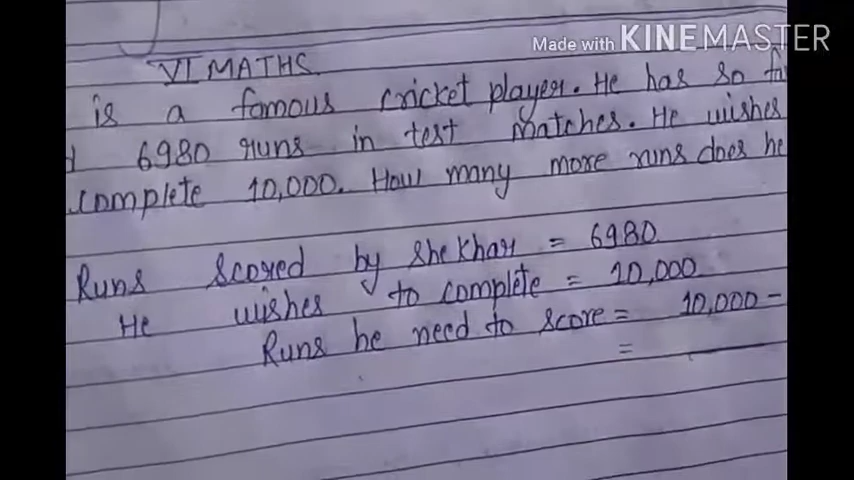 Made with KINEMASTER
VI MATHS
is a famous cricket player. He has so
6980 runs in test matches. He wishes
complete 10,000. How many more runs does he
Runs scored by Shekhar = 6980
He wishes to complete = 10,000
Runs he need to score = 10,000 -
=